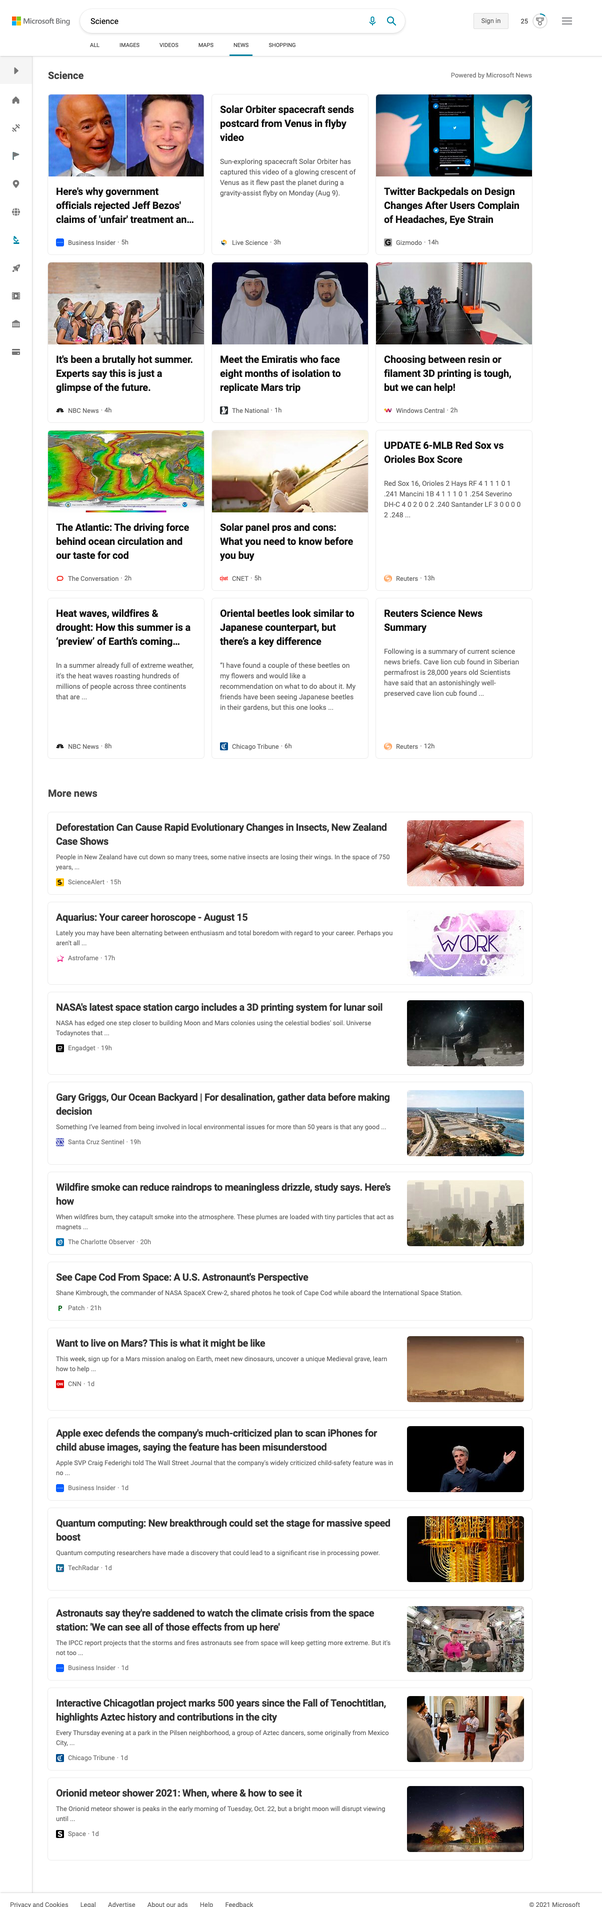 Microsoft Bing
Science
Sign in
25
ALL IMAGES VIDEOS MAPS NEWS SHOPPING
Science
Powered by Microsoft News
Here's why government
officials rejected Jeff Bezos'
claims of 'unfair' treatment an...
Business Insider · 5h
Solar Orbiter spacecraft sends
postcard from Venus in flyby
video
Sun-exploring spacecraft Solar Orbiter has
captured this video of a glowing crescent of
Venus as it flew past the planet during a
gravity-assist flyby on Monday (Aug 9).
Live Science · 3h
Twitter Backpedals on Design
Changes After Users Complain
of Headaches, Eye Strain
Gizmodo · 14h
It's been a brutally hot summer.
Experts say this is just a
glimpse of the future.
NBC News · 4h
Meet the Emiratis who face
eight months of isolation to
replicate Mars trip
The National · 1h
Choosing between resin or
filament 3D printing is tough,
but we can help!
Windows Central · 2h
The Atlantic: The driving force
behind ocean circulation and
our taste for cod
The Conversation · 2h
Solar panel pros and cons:
What you need to know before
you buy
CNET · 5h
UPDATE 6-MLB Red Sox vs
Orioles Box Score
Red Sox 16, Orioles 2 Hays RF 4 1 1 1 0 1
.241 Mancini 1B 4 1 1 1 0 1 .254 Severino
DH-C 4 0 2 0 0 2 .240 Santander LF 3 0 0 0 0
2 .248 ...
Reuters · 13h
Heat waves, wildfires &
drought: How this summer is a
'preview' of Earth's coming...
In a summer already full of extreme weather,
it's the heat waves roasting hundreds of
millions of people across three continents
that are ...
NBC News · 8h
Oriental beetles look similar to
Japanese counterpart, but
there's a key difference
"I have found a couple of these beetles on
my flowers and would like a
recommendation on what to do about it. My
friends have been seeing Japanese beetles
in their gardens, but this one looks ...
Chicago Tribune · 6h
Reuters Science News
Summary
Following is a summary of current science
news briefs. Cave lion cub found in Siberian
permafrost is 28,000 years old Scientists
have said that an astonishingly well-
preserved cave lion cub found ...
Reuters · 12h
More news
Deforestation Can Cause Rapid Evolutionary Changes in Insects, New Zealand
Case Shows
People in New Zealand have cut down so many trees, some native insects are losing their wings. In the space of 750
years, ...
ScienceAlert · 15h
Aquarius: Your career horoscope - August 15
Lately you may have been alternating between enthusiasm and total boredom with regard to your career. Perhaps you
aren't all ...
Astrofame · 17h
WORK
NASA's latest space station cargo includes a 3D printing system for lunar soil
NASA has edged one step closer to building Moon and Mars colonies using the celestial bodies' soil. Universe
Todaynotes that ...
Engadget · 19h
Gary Griggs, Our Ocean Backyard | For desalination, gather data before making
decision
Something I've learned from being involved in local environmental issues for more than 50 years is that any good ...
Santa Cruz Sentinel · 19h
Wildfire smoke can reduce raindrops to meaningless drizzle, study says. Here's
how
When wildfires burn, they catapult smoke into the atmosphere. These plumes are loaded with tiny particles that act as
magnets ...
The Charlotte Observer · 20h
See Cape Cod From Space: A U.S. Astronaut's Perspective
Shane Kimbrough, the commander of NASA SpaceX Crew-2, shared photos he took of Cape Cod while aboard the International Space Station.
Patch · 21h
Want to live on Mars? This is what it might be like
This week, sign up for a Mars mission analog on Earth, meet new dinosaurs, uncover a unique Medieval grave, learn
how to help ...
CNN · 1d
Apple exec defends the company's much-criticized plan to scan iPhones for
child abuse images, saying the feature has been misunderstood
Apple SVP Craig Federighi told The Wall Street Journal that the company's widely criticized child-safety feature was in
no ...
Business Insider · 1d
Quantum computing: New breakthrough could set the stage for massive speed
boost
Quantum computing researchers have made a discovery that could lead to a significant rise in processing power.
TechRadar · 1d
Astronauts say they're saddened to watch the climate crisis from the space
station: 'We can see all of those effects from up here'
The IPCC report projects that the storms and fires astronauts see from space will keep getting more extreme. But it's
not too ...
Business Insider · 1d
Interactive Chicagotlan project marks 500 years since the Fall of Tenochtitlan,
highlights Aztec history and contributions in the city
Every Thursday evening at a park in the Pilsen neighborhood, a group of Aztec dancers, some originally from Mexico
City, ...
Chicago Tribune · 1d
Orionid meteor shower 2021: When, where & how to see it
The Orionid meteor shower is peaks in the early morning of Tuesday, Oct. 22, but a bright moon will disrupt viewing
until ...
Space · 1d
Privacy and Cookies Legal Advertise About our ads Help Feedback
© 2021 Microsoft